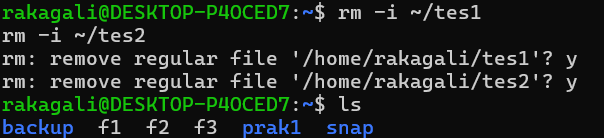 rakagali@DESKTOP-P4OCED7:~$ rm -i ~/tes1
rm -i ~/tes2
rm: remove regular file '/home/rakagali/tes1'? y
rm: remove regular file '/home/rakagali/tes2'? y
rakagali@DESKTOP-P4OCED7:~$ ls
backup  f1  f2  f3  prak1  snap